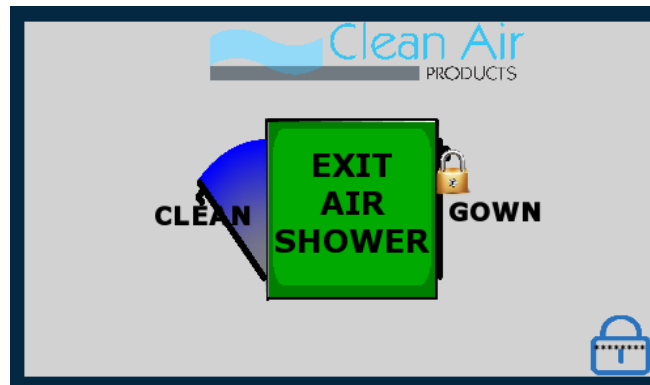 Clean Air
PRODUCTS
EXIT
AIR
SHOWER
CLEAN
GOWN